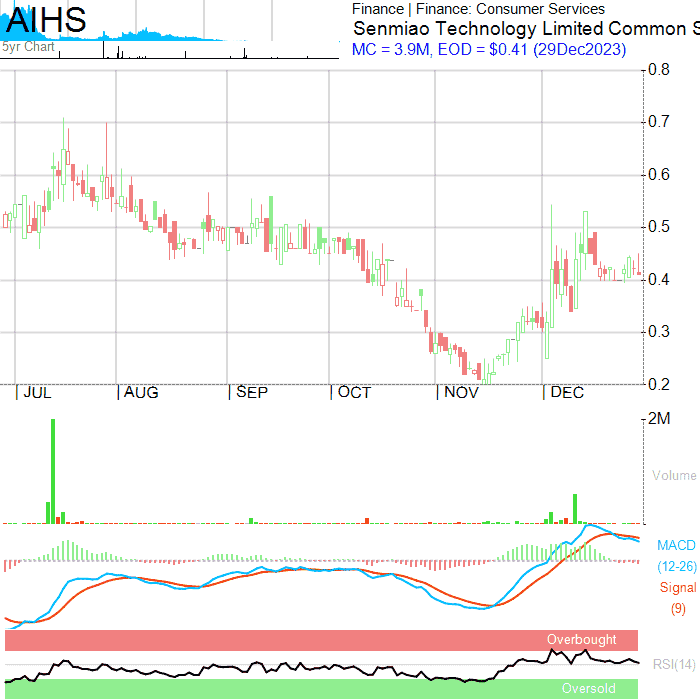 AIHS
Finance | Finance: Consumer Services
Senmiao Technology Limited Common S
5yr Chart
MC = 3.9M, EOD = $0.41 (29Dec2023)
0.8
0.7
0.6
0.5
0.4
0.3
0.2
JUL AUG SEP OCT NOV DEC
2M
Volume
MACD
(12-26)
Signal
(9)
Overbought
RSI(14)
Oversold